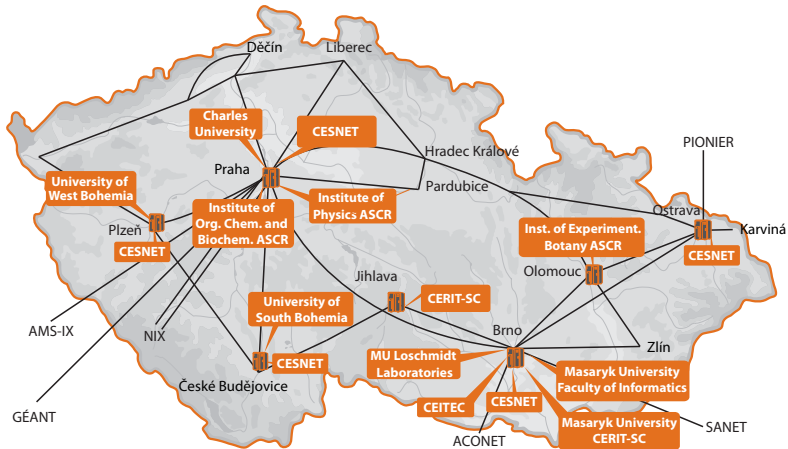 Děčín
Liberec
Charles
University
CESNET
PIONIER
Hradec Králové
Praha
University of
West Bohemia
Institute of
Physics ASCR
Pardubice
Institute of
Org. Chem. and
Biochem. ASCR
Ostrava
Karviná
Plzeň
CESNET
Inst. of Experiment.
Botany ASCR
CESNET
Olomouc
Jihlava
University of
South Bohemia
CERIT-SC
AMS-IX
NIX
Brno
Zlín
CESNET
MU Loschmidt
Laboratories
Masaryk University
Faculty of Informatics
České Budějovice
CEITEC
CESNET
GÉANT
Masaryk University
CERIT-SC
SANET
ACONET